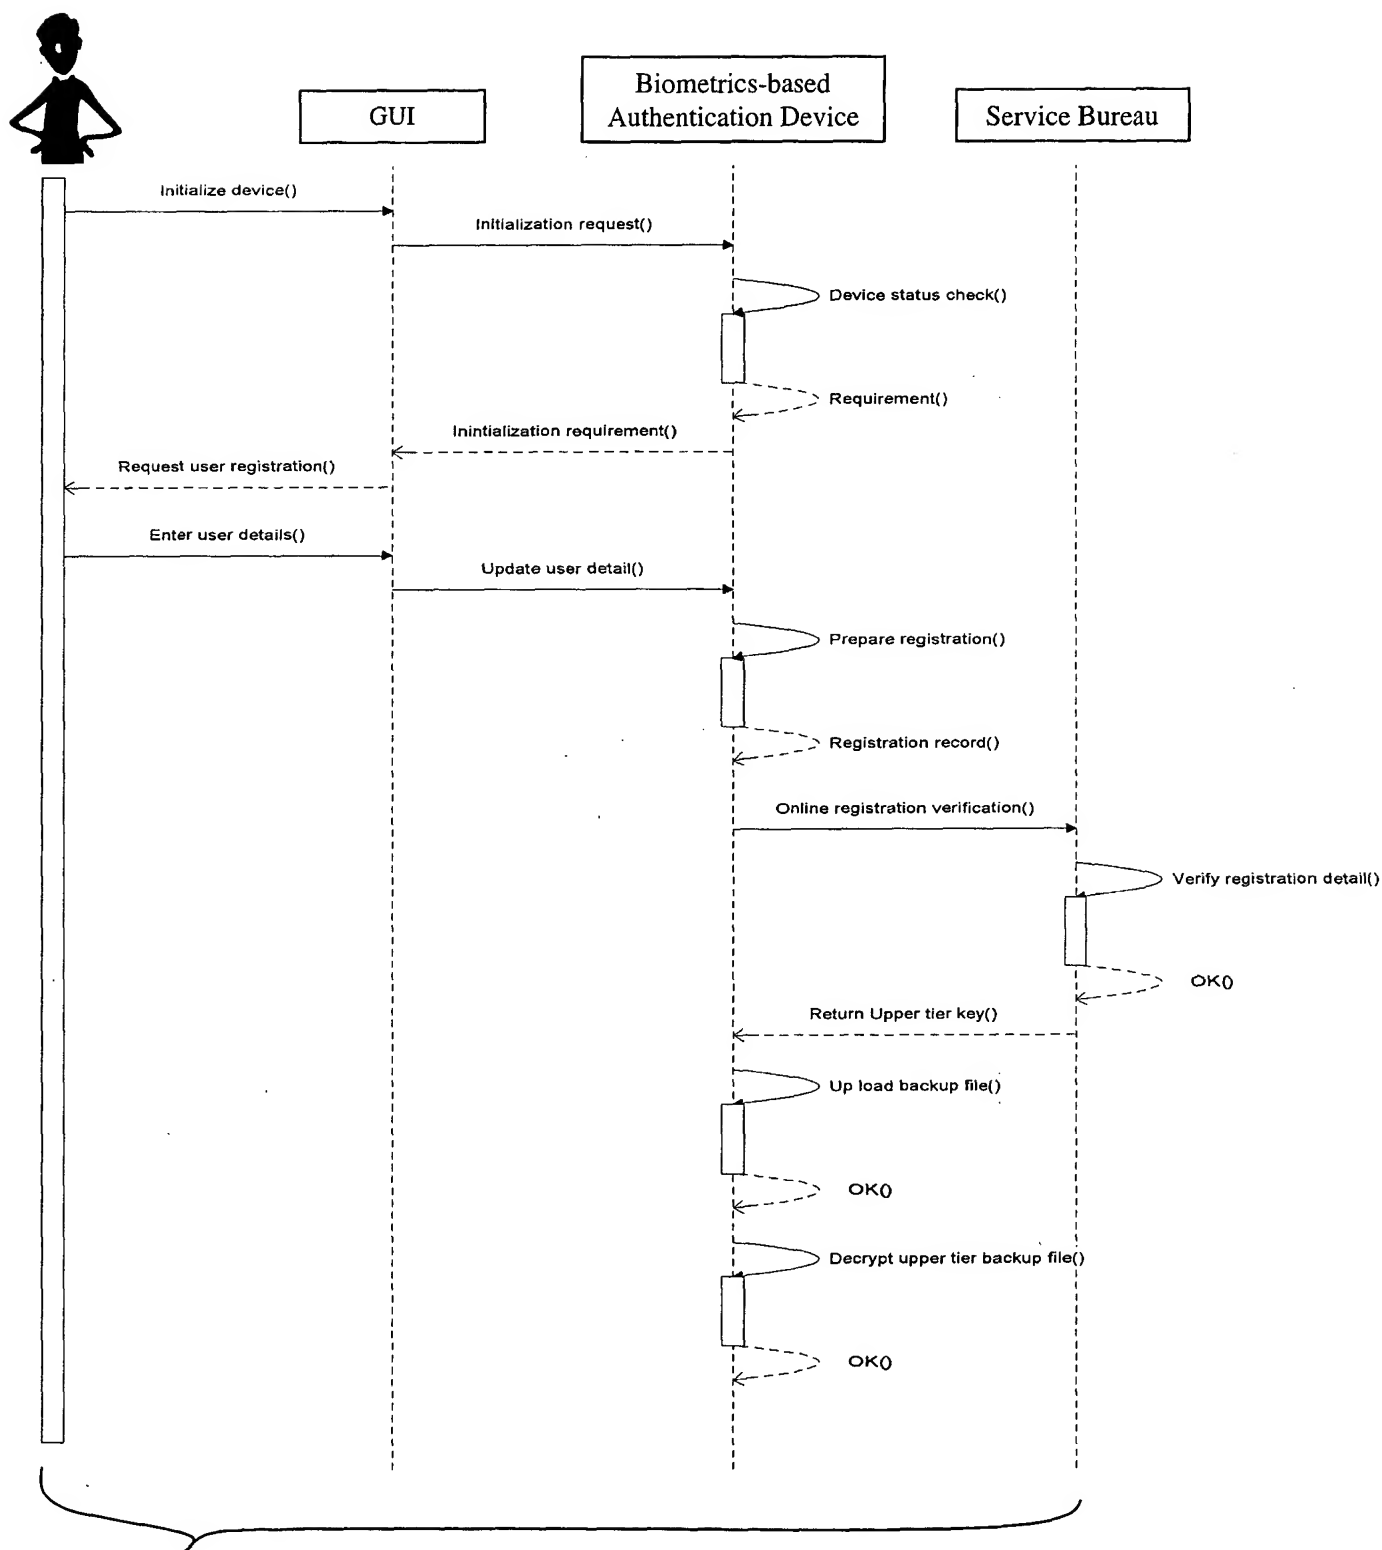 Biometrics-based
GUI
Authentication Device
Service Bureau
Initialize device()
Initialization request()
Device status check()
Requirement()
Inintialization requirement()
Request user registration()
Enter user details()
Update user detail()
Prepare registration()
Registration record()
Online registration verification()
Verify registration detail()
OK()
Return Upper tier key()
Up load backup file()
OK()
Decrypt upper tier backup file()
OK()